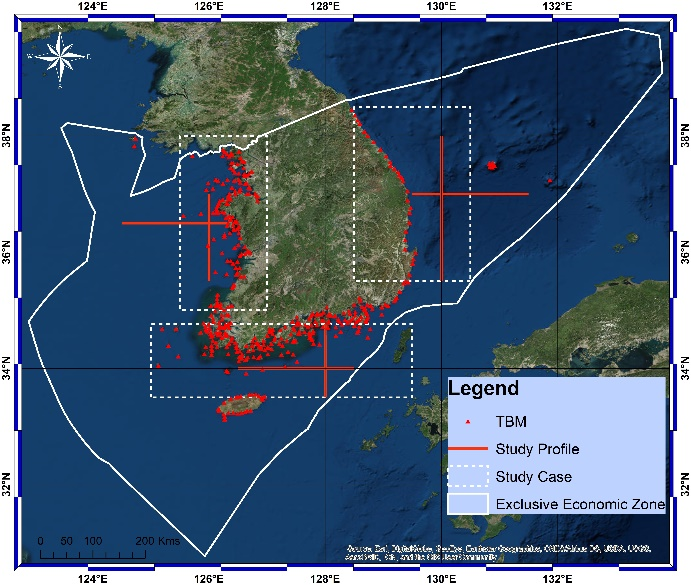 124°E 126°E 128°E 130°E 132°E
N
W E
S
38°N 38°N
36°N 36°N
34°N 34°N
32°N 32°N
Legend
TBM
Study Profile
Study Case
Exclusive Economic Zone
0 50 100 200 Kms
124°E 126°E 128°E 130°E 132°E